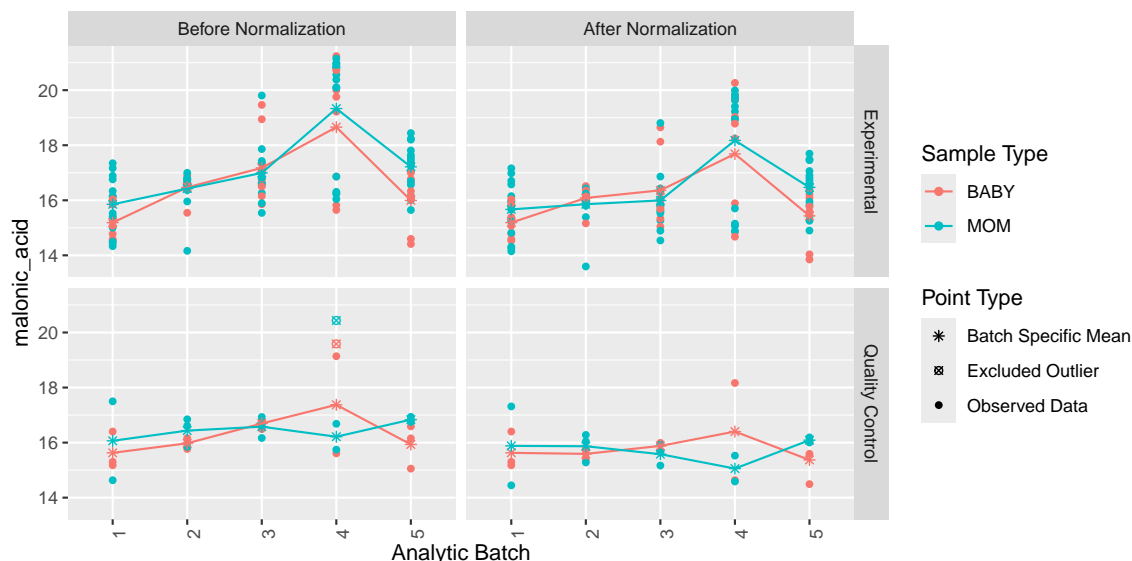 Before Normalization
After Normalization
malonic_acid
20
18
16
14
Experimental
20
18
16
14
Quality Control
1
2
3
4
5
1
2
3
4
5
Analytic Batch
Sample Type
BABY
MOM
Point Type
Batch Specific Mean
Excluded Outlier
Observed Data